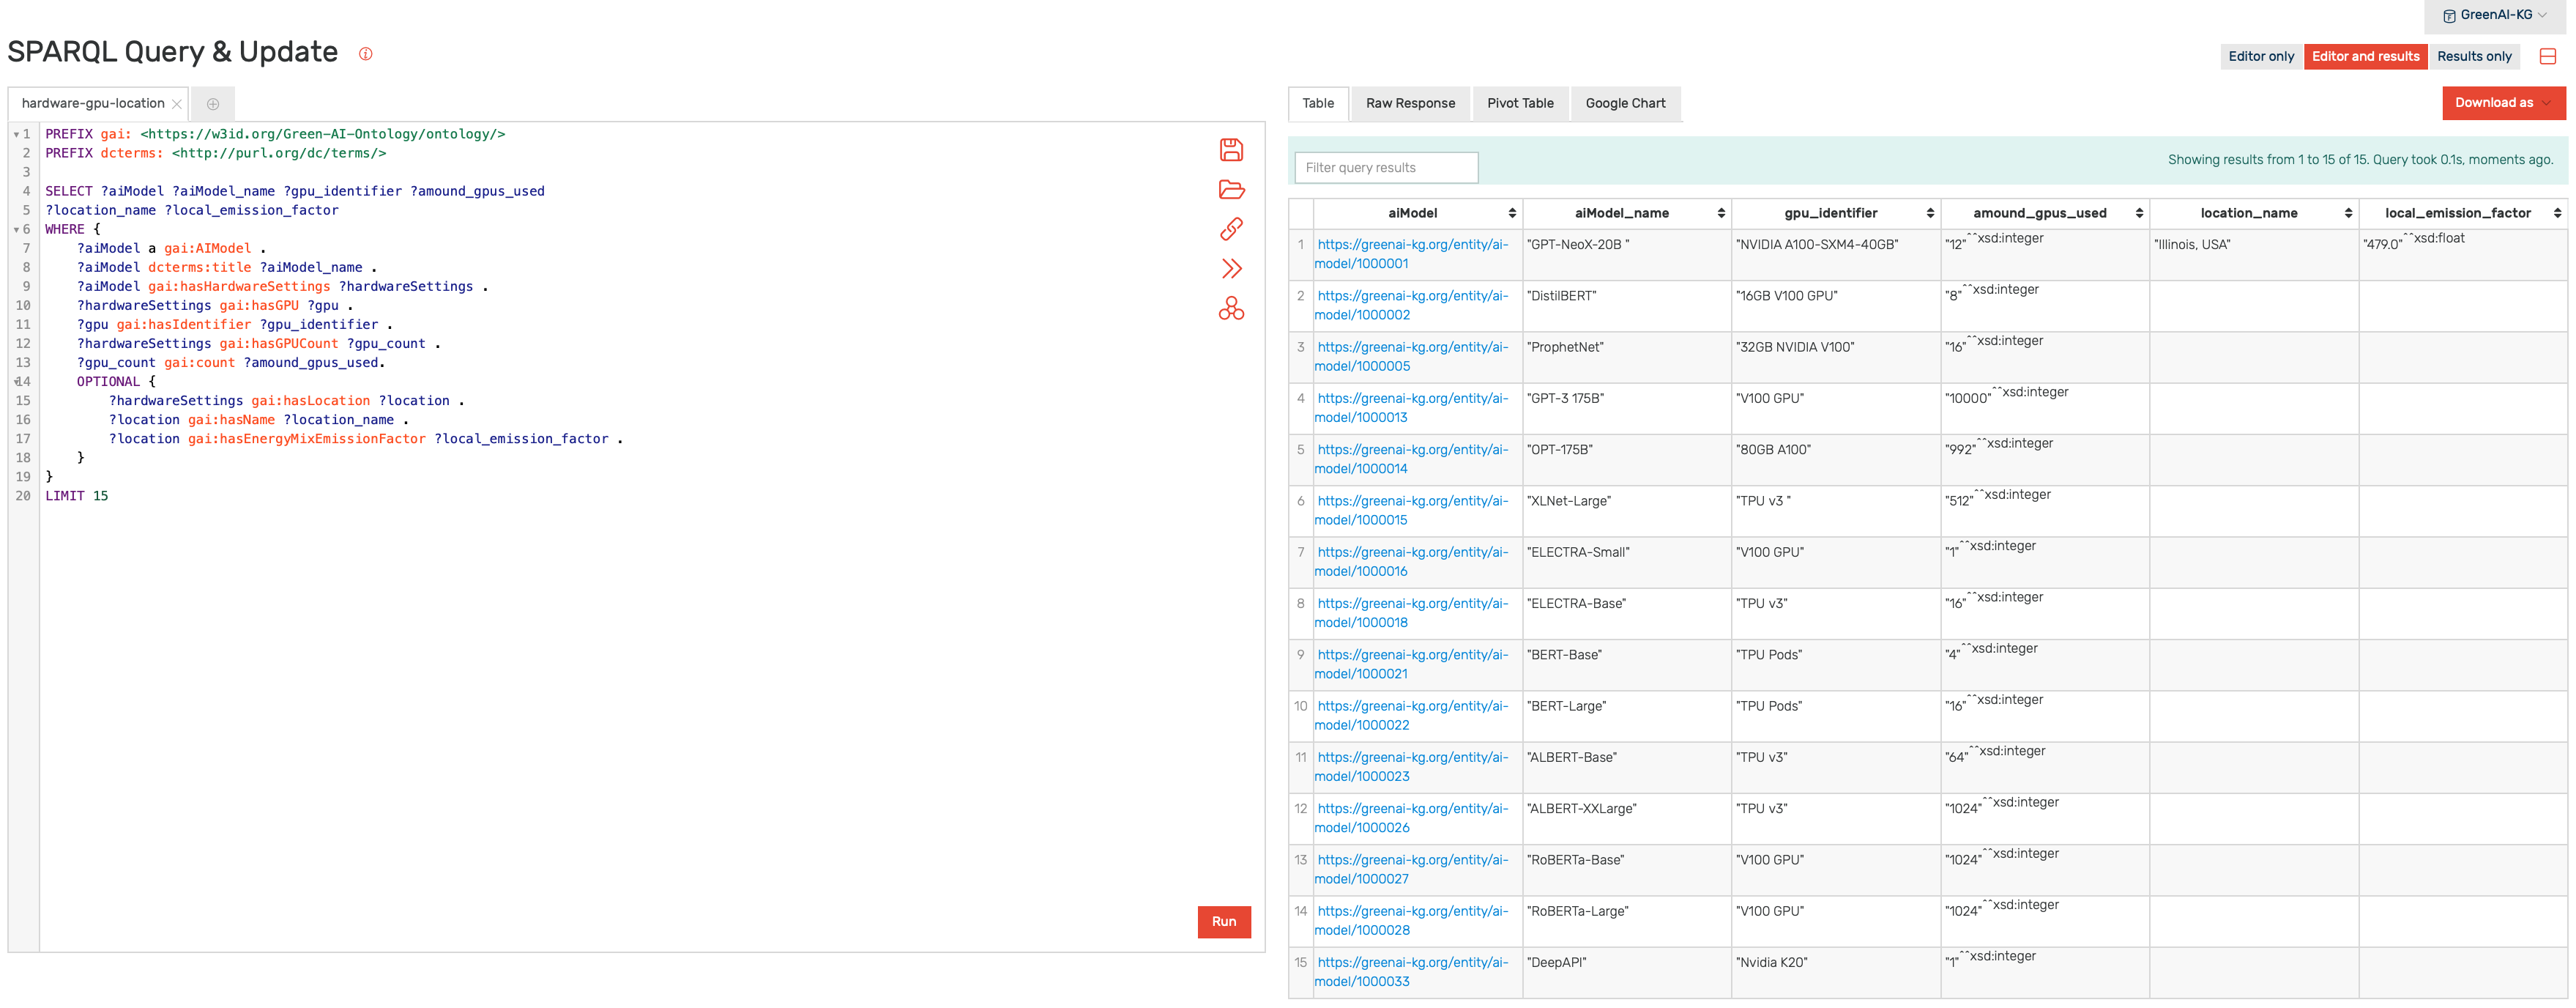 GreenAI-KG
SPARQL Query & Update
Editor only Editor and results Results only
hardware-gpu-location
1 PREFIX gai: <https://w3id.org/Green-AI-Ontology/ontology/>
2 PREFIX dcterms: <http://purl.org/dc/terms/>
3
4 SELECT ?aiModel ?aiModel_name ?gpu_identifier ?amound_gpus_used
5 ?location_name ?local_emission_factor
6 WHERE {
7 ?aiModel a gai:AIModel .
8 ?aiModel dcterms:title ?aiModel_name .
9 ?aiModel gai:hasHardwareSettings ?hardwareSettings .
10 ?hardwareSettings gai:hasGPU ?gpu .
11 ?gpu gai:hasIdentifier ?gpu_identifier .
12 ?hardwareSettings gai:hasGPUCount ?gpu_count .
13 ?gpu_count gai:count ?amound_gpus_used.
14 OPTIONAL {
15 ?hardwareSettings gai:hasLocation ?location .
16 ?location gai:hasName ?location_name .
17 ?location gai:hasEnergyMixEmissionFactor ?local_emission_factor .
18 }
19 }
20 LIMIT 15
Run
Table Raw Response Pivot Table Google Chart
Download as
Filter query results
Showing results from 1 to 15 of 15. Query took 0.1s, moments ago.
aiModel aiModel_name gpu_identifier amound_gpus_used location_name local_emission_factor
1 https://greenai-kg.org/entity/ai- "GPT-NeoX-20B " "NVIDIA A100-SXM4-40GB" "12"^^xsd:integer "Illinois, USA" "479.0"^^xsd:float
model/1000001
2 https://greenai-kg.org/entity/ai- "DistilBERT" "16GB V100 GPU" "8"^^xsd:integer
model/1000002
3 https://greenai-kg.org/entity/ai- "ProphetNet" "32GB NVIDIA V100" "16"^^xsd:integer
model/1000005
4 https://greenai-kg.org/entity/ai- "GPT-3 175B" "V100 GPU" "10000"^^xsd:integer
model/1000013
5 https://greenai-kg.org/entity/ai- "OPT-175B" "80GB A100" "992"^^xsd:integer
model/1000014
6 https://greenai-kg.org/entity/ai- "XLNet-Large" "TPU v3 " "512"^^xsd:integer
model/1000015
7 https://greenai-kg.org/entity/ai- "ELECTRA-Small" "V100 GPU" "1"^^xsd:integer
model/1000016
8 https://greenai-kg.org/entity/ai- "ELECTRA-Base" "TPU v3" "16"^^xsd:integer
model/1000018
9 https://greenai-kg.org/entity/ai- "BERT-Base" "TPU Pods" "4"^^xsd:integer
model/1000021
10 https://greenai-kg.org/entity/ai- "BERT-Large" "TPU Pods" "16"^^xsd:integer
model/1000022
11 https://greenai-kg.org/entity/ai- "ALBERT-Base" "TPU v3" "64"^^xsd:integer
model/1000023
12 https://greenai-kg.org/entity/ai- "ALBERT-XXLarge" "TPU v3" "1024"^^xsd:integer
model/1000026
13 https://greenai-kg.org/entity/ai- "RoBERTa-Base" "V100 GPU" "1024"^^xsd:integer
model/1000027
14 https://greenai-kg.org/entity/ai- "RoBERTa-Large" "V100 GPU" "1024"^^xsd:integer
model/1000028
15 https://greenai-kg.org/entity/ai- "DeepAPI" "Nvidia K20" "1"^^xsd:integer
model/1000033